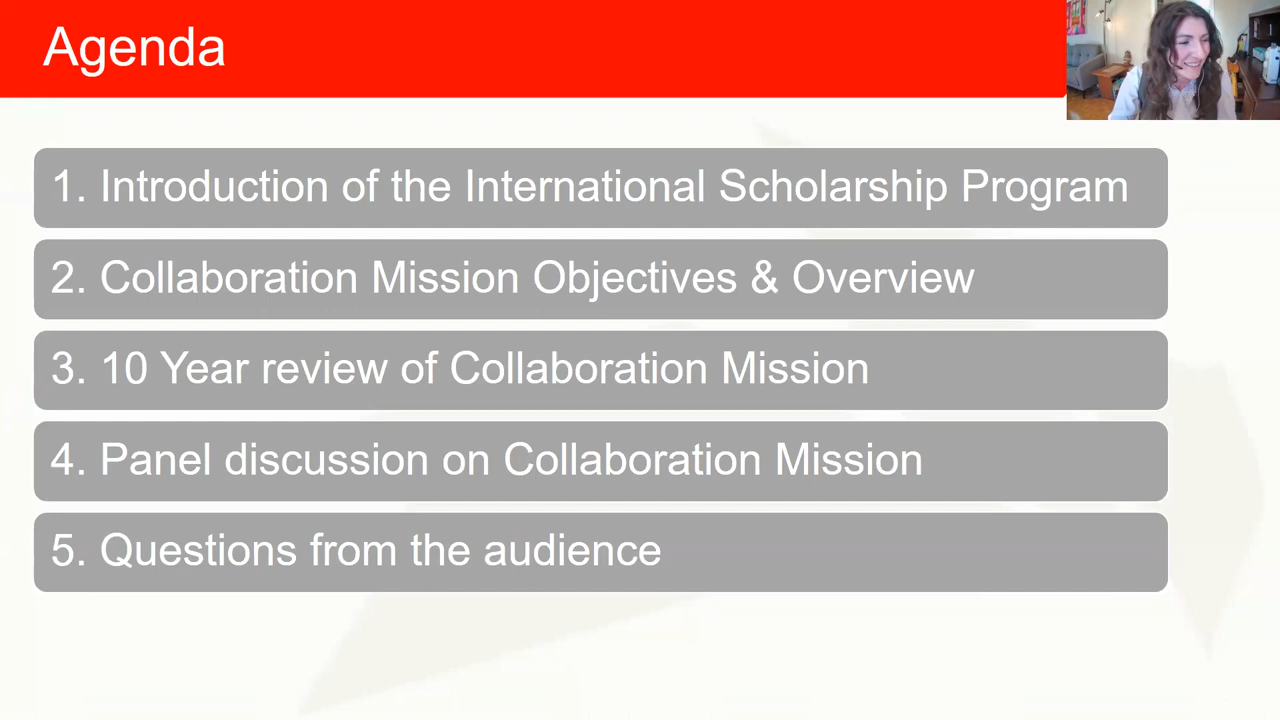 Agenda
1. Introduction of the International Scholarship Program
2. Collaboration Mission Objectives & Overview
3. 10 Year review of Collaboration Mission
4. Panel discussion on Collaboration Mission
5. Questions from the audience